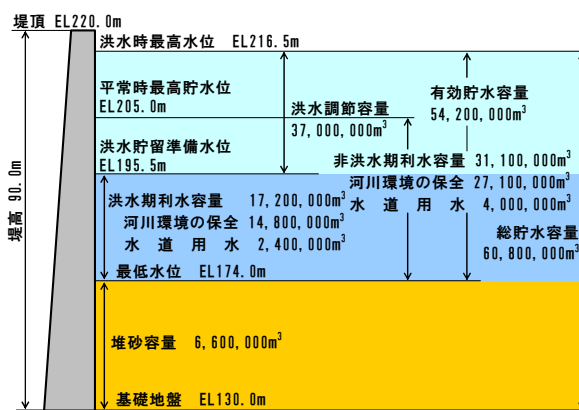 堤頂 EL220.0m
洪水時最高水位 EL216.5m
平常時最高貯水位
EL205.0m
洪水調節容量
37,000,000m³
有効貯水容量
54,200,000m³
洪水貯留準備水位
EL195.5m
非洪水期利水容量 31,100,000m³
河川環境の保全 27,100,000m³
水道用水 4,000,000m³
洪水期利水容量 17,200,000m³
河川環境の保全 14,800,000m³
水道用水 2,400,000m³
総貯水容量
60,800,000m³
最低水位 EL174.0m
堤高 90.0m
堆砂容量 6,600,000m³
基礎地盤 EL130.0m